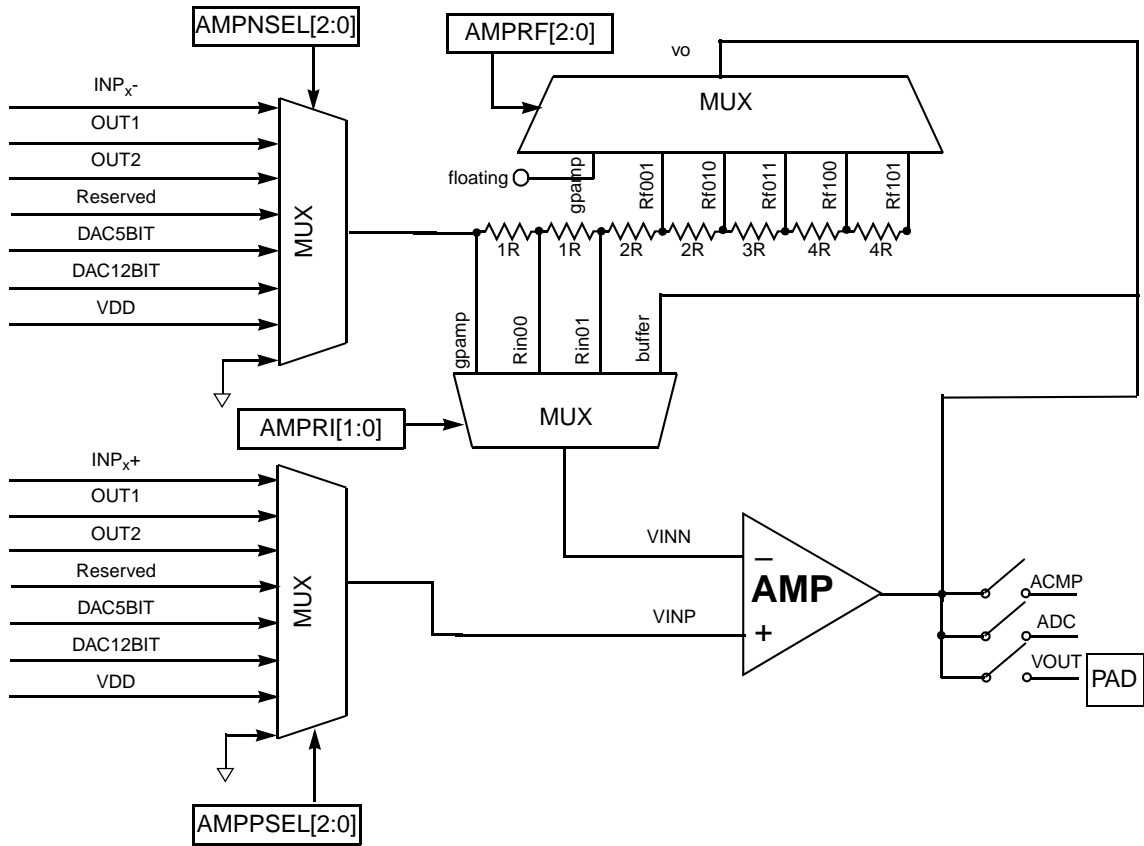 AMPNSEL[2:0]
AMPRF[2:0]
vo
INPx-
OUT1
OUT2
Reserved
DAC5BIT
DAC12BIT
VDD
MUX
MUX
floating
gpamp
Rf001
Rf010
Rf011
Rf100
Rf101
1R
1R
2R
2R
3R
4R
4R
gpamp
Rin00
Rin01
buffer
MUX
AMPRI[1:0]
INPx+
OUT1
OUT2
Reserved
DAC5BIT
DAC12BIT
VDD
MUX
VINN
VINP
−
AMP
+
ACMP
ADC
VOUT
PAD
AMPPSEL[2:0]